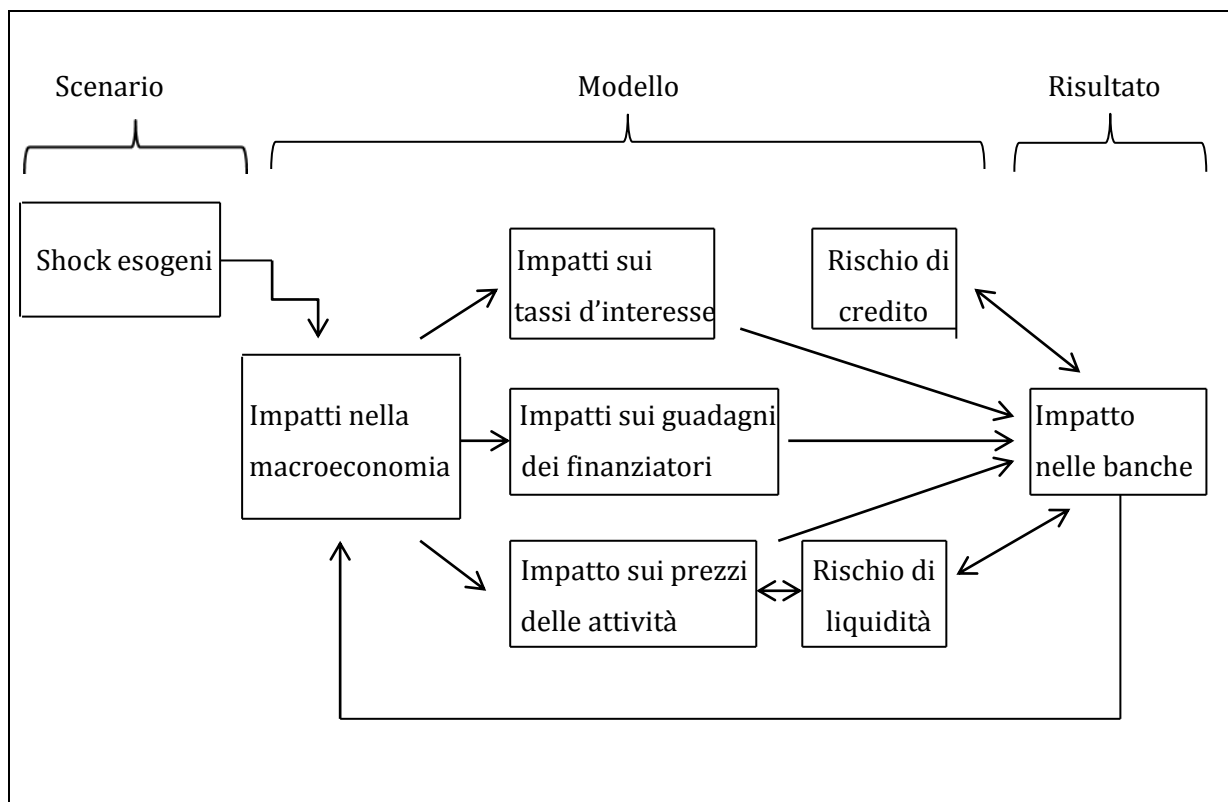 Scenario
Modello
Risultato
Shock esogeni
Impatti sui
tassi d’interesse
Rischio di
credito
Impatti nella
macroeconomia
Impatti sui guadagni
dei finanziatori
Impatto
nelle banche
Impatto sui prezzi
delle attività
Rischio di
liquidità